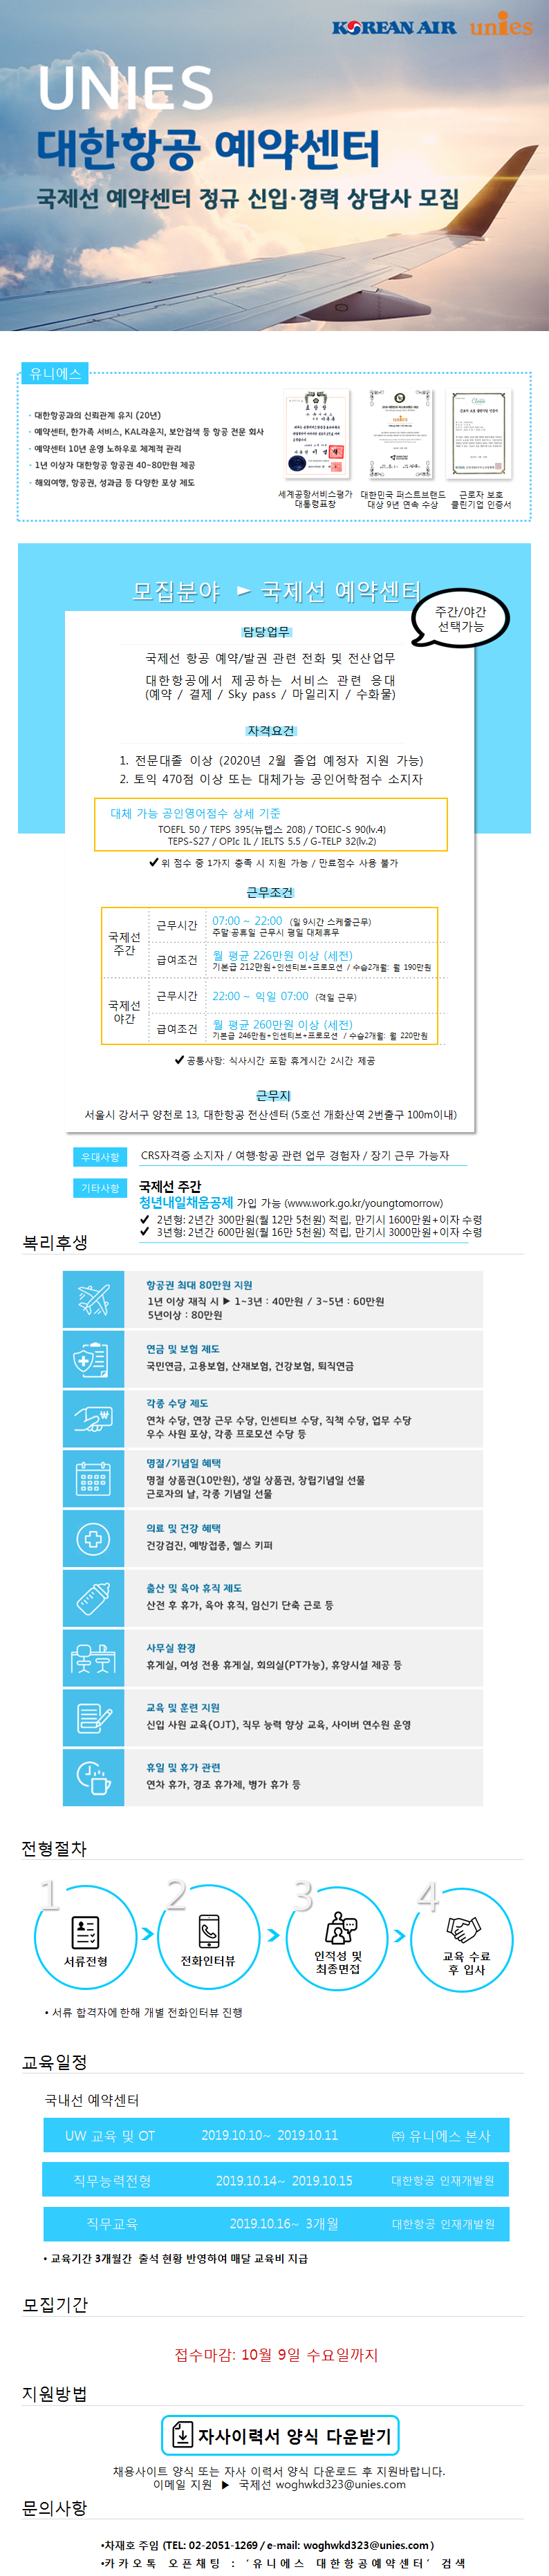 KOREAN AIR unies
UNIES
대한항공 예약센터
국제선 예약센터 정규 신입·경력 상담사 모집
유니에스
· 대한항공과의 신뢰관계 유지 (20년)
· 예약센터, 한가족 서비스, KAL라운지, 보안검색 등 항공 전문 회사
· 예약센터 10년 운영 노하우로 체계적 관리
· 1년 이상자 대한항공 항공권 40~80만원 제공
· 해외여행, 항공권, 성과금 등 다양한 포상 제도
세계공항서비스평가
대통령표창
대한민국 퍼스트브랜드
대상 9년 연속 수상
근로자 보호
클린기업 인증서
모집분야 ► 국제선 예약센터
주간/야간
선택가능
담당업무
국제선 항공 예약/발권 관련 전화 및 전산업무
대한항공에서 제공하는 서비스 관련 응대
(예약 / 결제 / Sky pass / 마일리지 / 수화물)
자격요건
1. 전문대졸 이상 (2020년 2월 졸업 예정자 지원 가능)
2. 토익 470점 이상 또는 대체가능 공인어학점수 소지자
대체 가능 공인영어점수 상세 기준
TOEFL 50 / TEPS 395(뉴텝스 208) / TOEIC-S 90(lv.4)
TEPS-S27 / OPIc IL / IELTS 5.5 / G-TELP 32(lv.2)
✔ 위 점수 중 1가지 충족 시 지원 가능 / 만료점수 사용 불가
근무조건
국제선
주간
근무시간
07:00 ~ 22:00 (일 9시간 스케줄근무)
주말·공휴일 근무시 평일 대체휴무
급여조건
월 평균 226만원 이상 (세전)
기본급 212만원+인센티브+프로모션 / 수습2개월: 월 190만원
국제선
야간
근무시간
22:00 ~ 익일 07:00 (격일 근무)
급여조건
월 평균 260만원 이상 (세전)
기본급 246만원+인센티브+프로모션 / 수습2개월: 월 220만원
✔ 공통사항: 식사시간 포함 휴게시간 2시간 제공
근무지
서울시 강서구 양천로 13, 대한항공 전산센터 (5호선 개화산역 2번출구 100m이내)
우대사항
CRS자격증 소지자 / 여행·항공 관련 업무 경험자 / 장기 근무 가능자
기타사항
국제선 주간
청년내일채움공제 가입 가능 (www.work.go.kr/youngtomorrow)
✔ 2년형: 2년간 300만원(월 12만 5천원) 적립, 만기시 1600만원+이자 수령
✔ 3년형: 2년간 600만원(월 16만 5천원) 적립, 만기시 3000만원+이자 수령
복리후생
항공권 최대 80만원 지원
1년 이상 재직 시 ▶ 1~3년 : 40만원 / 3~5년 : 60만원
5년이상 : 80만원
연금 및 보험 제도
국민연금, 고용보험, 산재보험, 건강보험, 퇴직연금
각종 수당 제도
연차 수당, 연장 근무 수당, 인센티브 수당, 직책 수당, 업무 수당
우수 사원 포상, 각종 프로모션 수당 등
명절/기념일 혜택
명절 상품권(10만원), 생일 상품권, 창립기념일 선물
근로자의 날, 각종 기념일 선물
의료 및 건강 혜택
건강검진, 예방접종, 헬스 키퍼
출산 및 육아 휴직 제도
산전 후 휴가, 육아 휴직, 임신기 단축 근로 등
사무실 환경
휴게실, 여성 전용 휴게실, 회의실(PT가능), 휴양시설 제공 등
교육 및 훈련 지원
신입 사원 교육(OJT), 직무 능력 향상 교육, 사이버 연수원 운영
휴일 및 휴가 관련
연차 휴가, 경조 휴가제, 병가 휴가 등
전형절차
1
서류전형
2
전화인터뷰
3
인적성 및
최종면접
4
교육 수료
후 입사
• 서류 합격자에 한해 개별 전화인터뷰 진행
교육일정
국내선 예약센터
UW 교육 및 OT 2019.10.10~ 2019.10.11 ㈜ 유니에스 본사
직무능력전형 2019.10.14~ 2019.10.15 대한항공 인재개발원
직무교육 2019.10.16~ 3개월 대한항공 인재개발원
• 교육기간 3개월간 출석 현황 반영하여 매달 교육비 지급
모집기간
접수마감: 10월 9일 수요일까지
지원방법
자사이력서 양식 다운받기
채용사이트 양식 또는 자사 이력서 양식 다운로드 후 지원바랍니다.
이메일 지원 ▶ 국제선 woghwkd323@unies.com
문의사항
•차재호 주임 (TEL: 02-2051-1269 / e-mail: woghwkd323@unies.com )
•카카오톡 오픈채팅 : ‘유니에스 대한항공예약센터‘ 검색